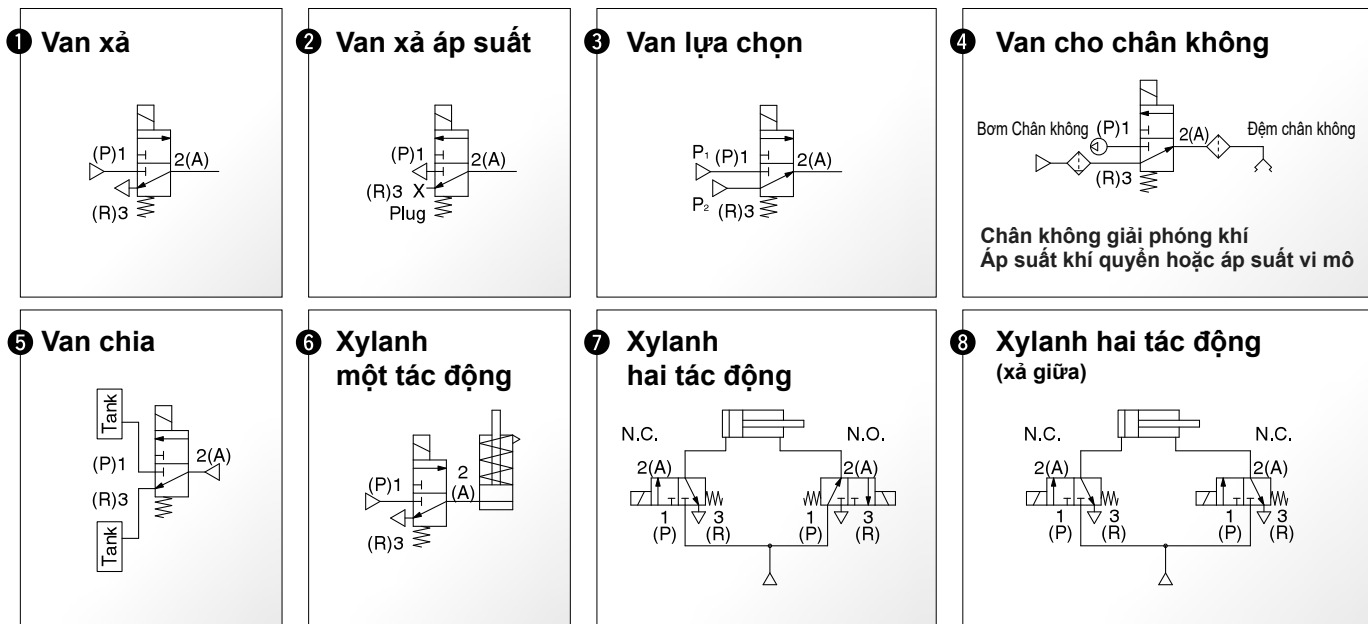 1 Van xả
(P)1
2(A)
(R)3
2 Van xả áp suất
(P)1
2(A)
(R)3 X
Plug
3 Van lựa chọn
P₁ (P)1
2(A)
P₂ (R)3
4 Van cho chân không
Bơm Chân không (P)1
2(A)
Đệm chân không
(R)3
Chân không giải phóng khí
Áp suất khí quyển hoặc áp suất vi mô
5 Van chia
Tank
(P)1
2(A)
(R)3
Tank
6 Xylanh
một tác động
(P)1
2
(A)
(R)3
7 Xylanh
hai tác động
N.C. N.O.
2(A) 2(A)
1 3 1 3
(P) (R) (P) (R)
8 Xylanh hai tác động
(xả giữa)
N.C. N.C.
2(A) 2(A)
1 3 1 3
(P) (R) (P) (R)